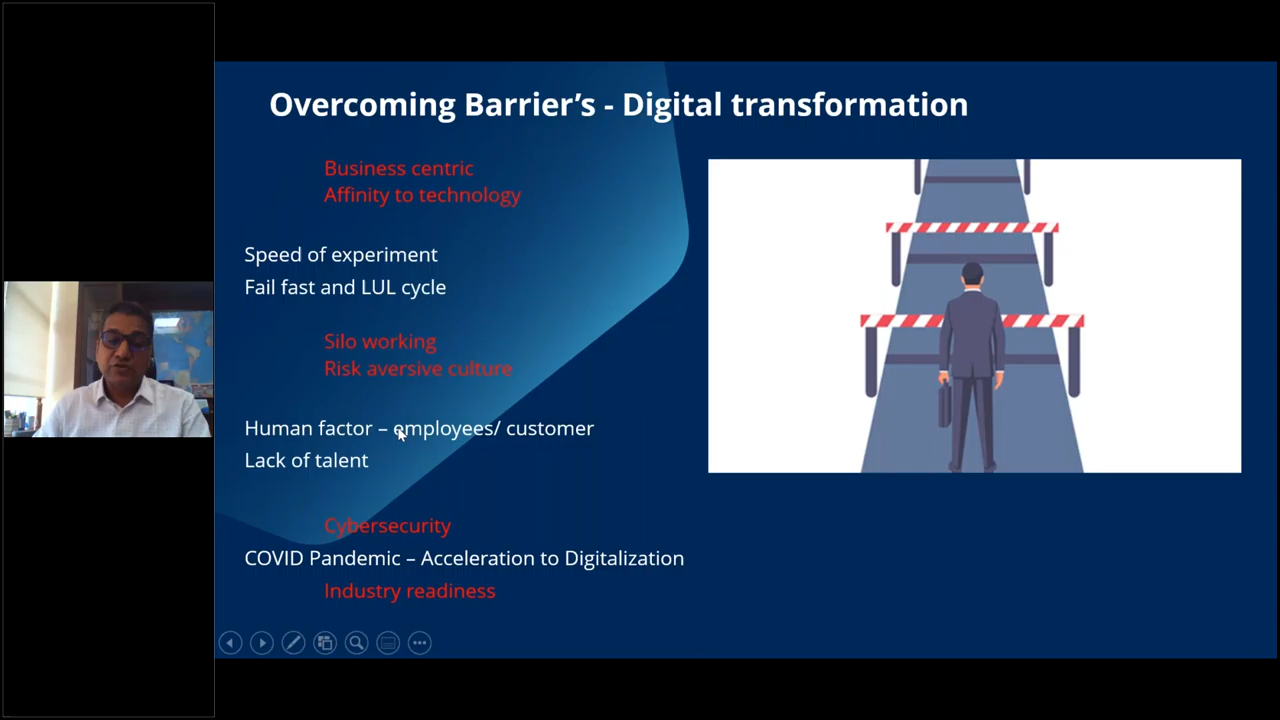 Overcoming Barrier's - Digital transformation
Business centric
Affinity to technology
Speed of experiment
Fail fast and LUL cycle
Silo working
Risk aversive culture
Human factor – employees/ customer
Lack of talent
Cybersecurity
COVID Pandemic – Acceleration to Digitalization
Industry readiness